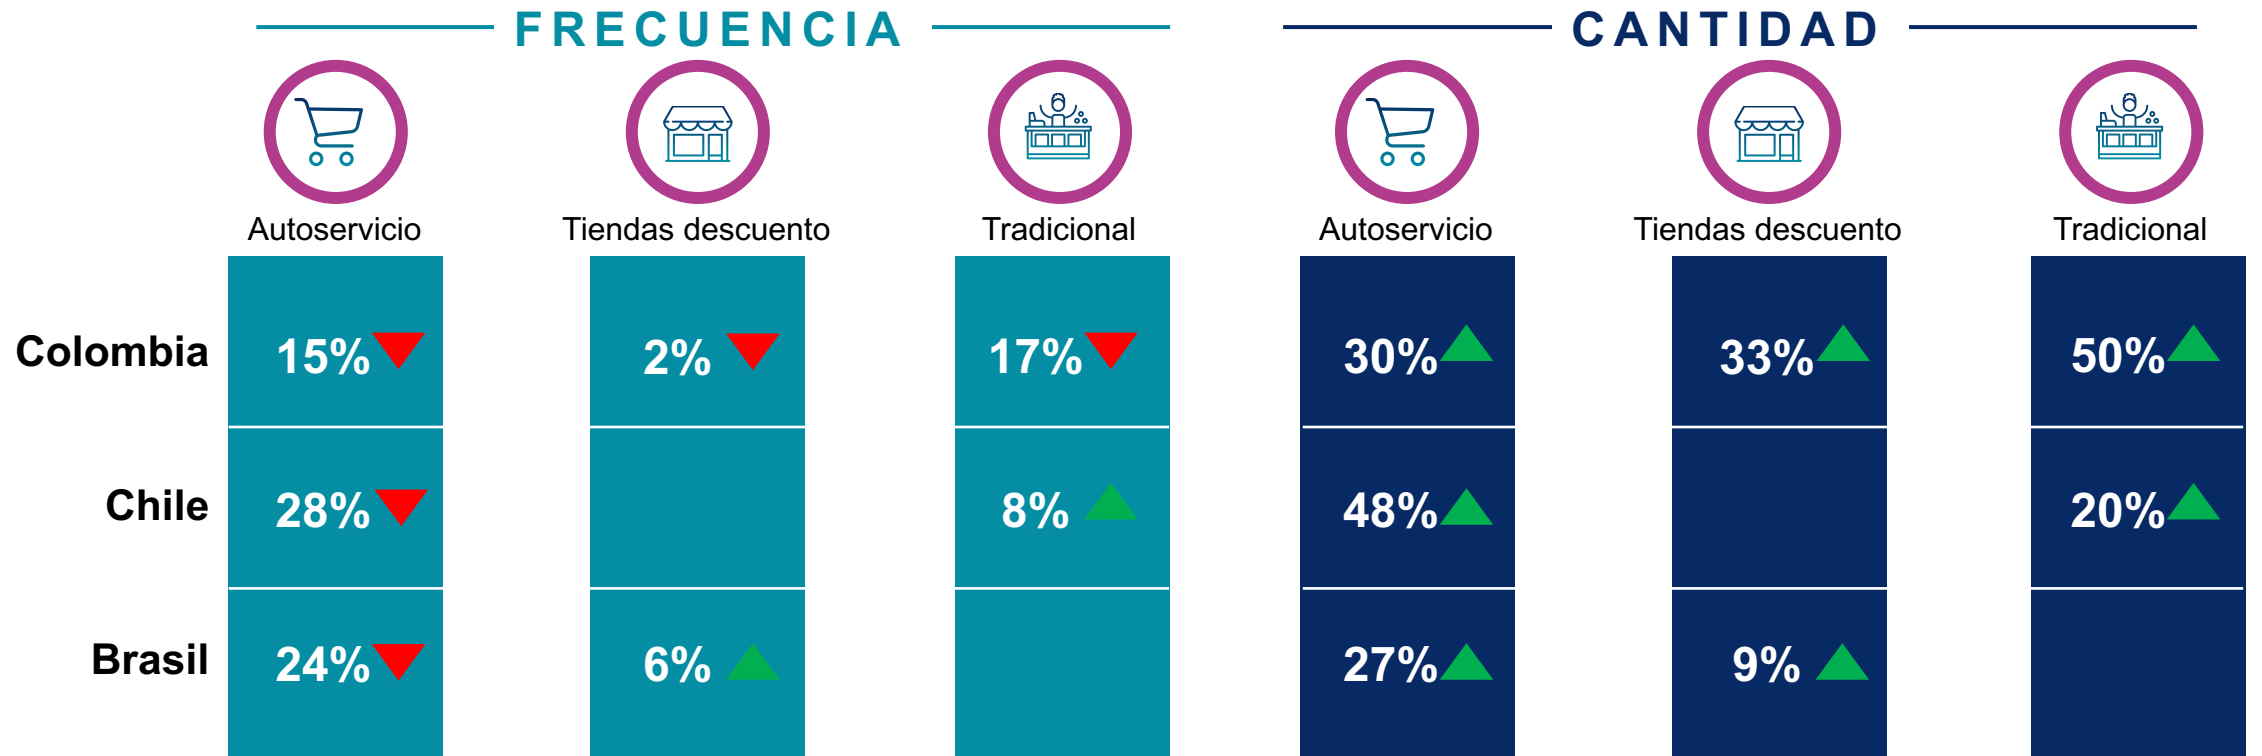 FRECUENCIA CANTIDAD
Autoservicio Tiendas descuento Tradicional Autoservicio Tiendas descuento Tradicional
Colombia 15% 2% 17% 30% 33% 50%
Chile 28% 8% 48% 20%
Brasil 24% 6% 27% 9%